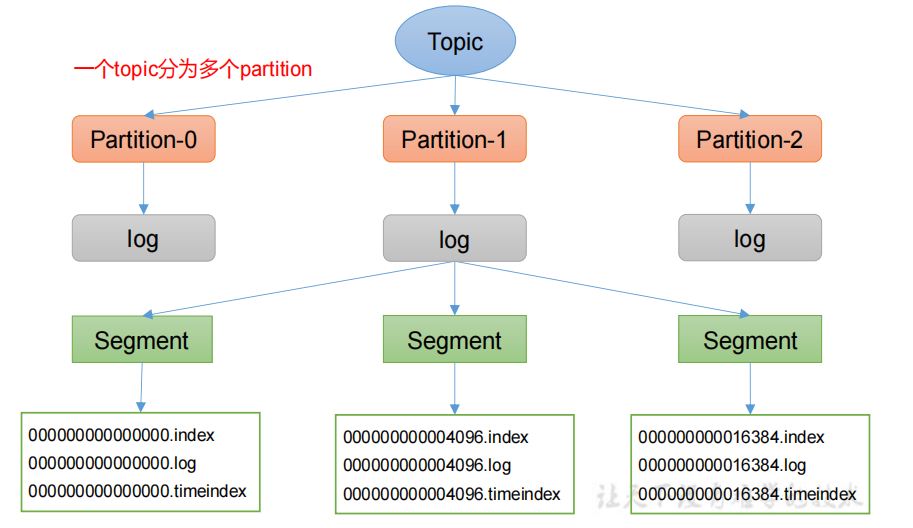 Topic
一个topic分为多个partition
Partition-0
Partition-1
Partition-2
log
log
log
Segment
Segment
Segment
000000000000000.index
000000000000000.log
000000000000000.timeindex
000000000004096.index
000000000004096.log
000000000004096.timeindex
000000000016384.index
000000000016384.log
000000000016384.timeindex